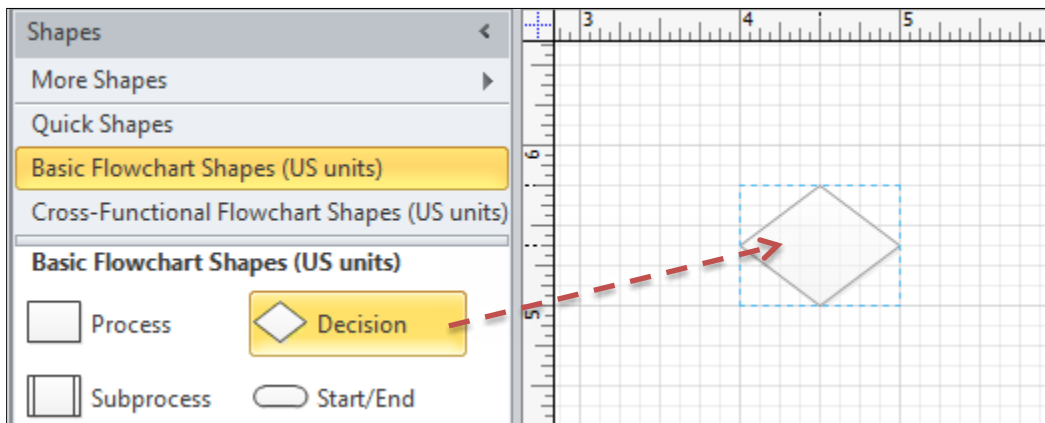 Shapes
More Shapes
Quick Shapes
Basic Flowchart Shapes (US units)
Cross-Functional Flowchart Shapes (US units)
Basic Flowchart Shapes (US units)
Process Decision
Subprocess Start/End
3 4 5
6
5